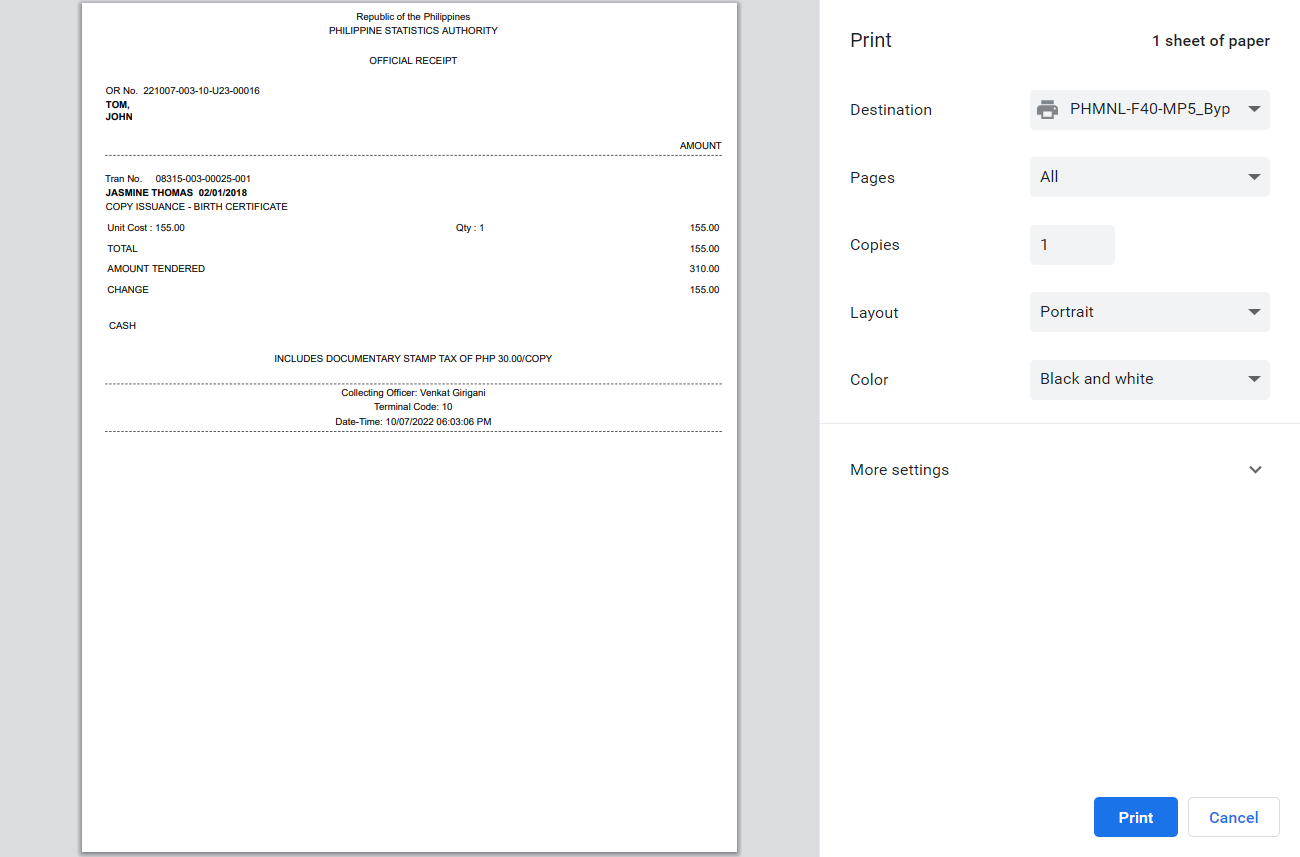 Republic of the Philippines
PHILIPPINE STATISTICS AUTHORITY
OFFICIAL RECEIPT
OR No. 221007-003-10-U23-00016
TOM,
JOHN
AMOUNT
Tran No. 08315-003-00025-001
JASMINE THOMAS 02/01/2018
COPY ISSUANCE - BIRTH CERTIFICATE
Unit Cost : 155.00 Qty : 1 155.00
TOTAL 155.00
AMOUNT TENDERED 310.00
CHANGE 155.00
CASH
INCLUDES DOCUMENTARY STAMP TAX OF PHP 30.00/COPY
Collecting Officer: Venkat Girigani
Terminal Code: 10
Date-Time: 10/07/2022 06:03:06 PM
Print 1 sheet of paper
Destination PHMNL-F40-MP5_Byp
Pages All
Copies 1
Layout Portrait
Color Black and white
More settings
Print Cancel